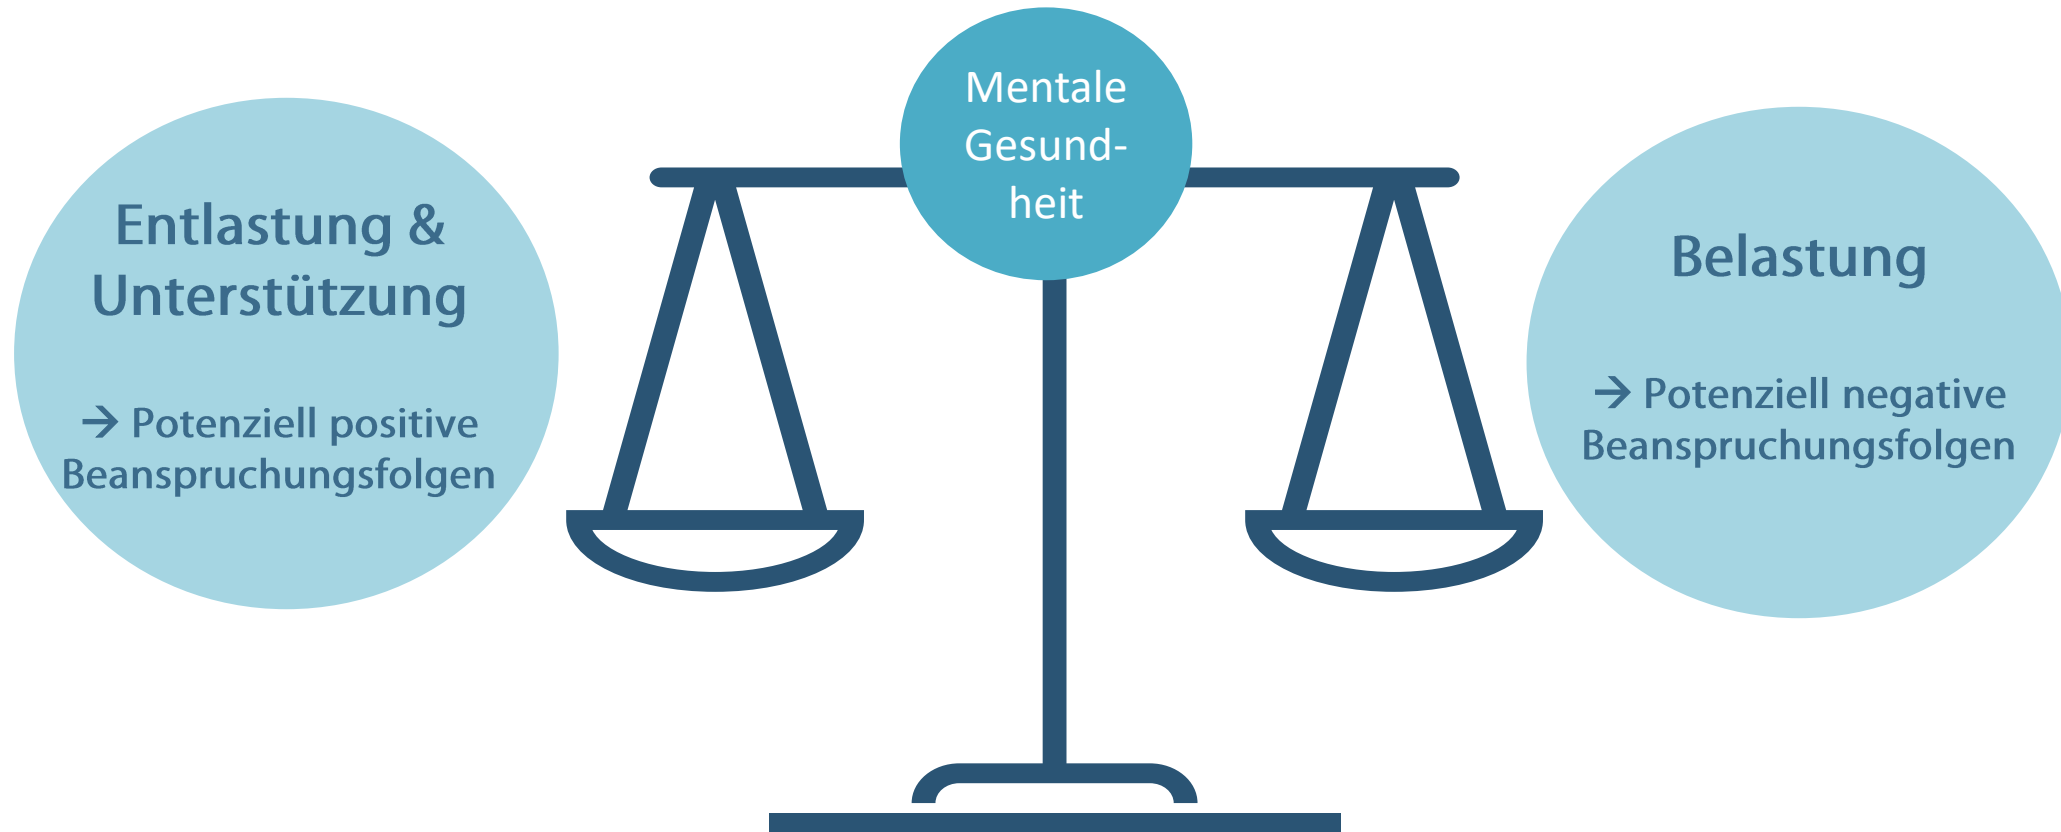 Mentale
Gesund-
heit
Entlastung &
Unterstützung
→ Potenziell positive
Beanspruchungsfolgen
Belastung
→ Potenziell negative
Beanspruchungsfolgen